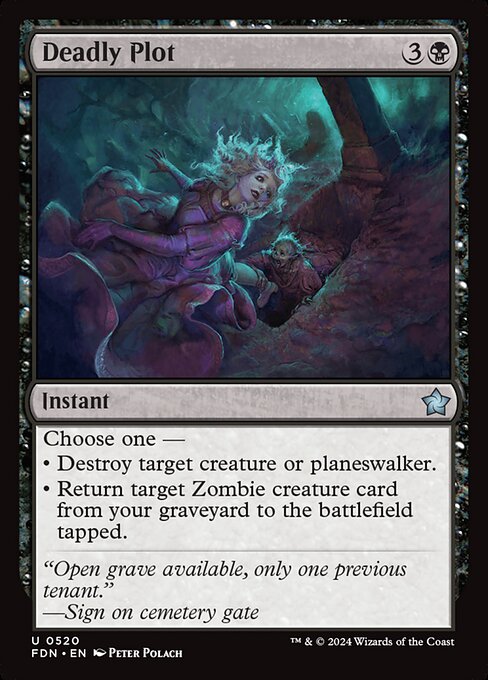 Deadly Plot 3
Instant
Choose one —
• Destroy target creature or planeswalker.
• Return target Zombie creature card
from your graveyard to the battlefield
tapped.
“Open grave available, only one previous
tenant.”
—Sign on cemetery gate
U 0520
FDN • EN Peter Polach
™ & © 2024 Wizards of the Coast